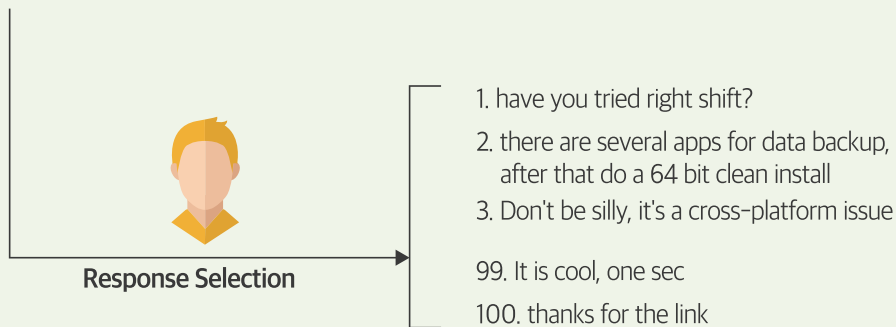 1. have you tried right shift?
2. there are several apps for data backup,
after that do a 64 bit clean install
3. Don't be silly, it's a cross-platform issue
Response Selection
99. It is cool, one sec
100. thanks for the link